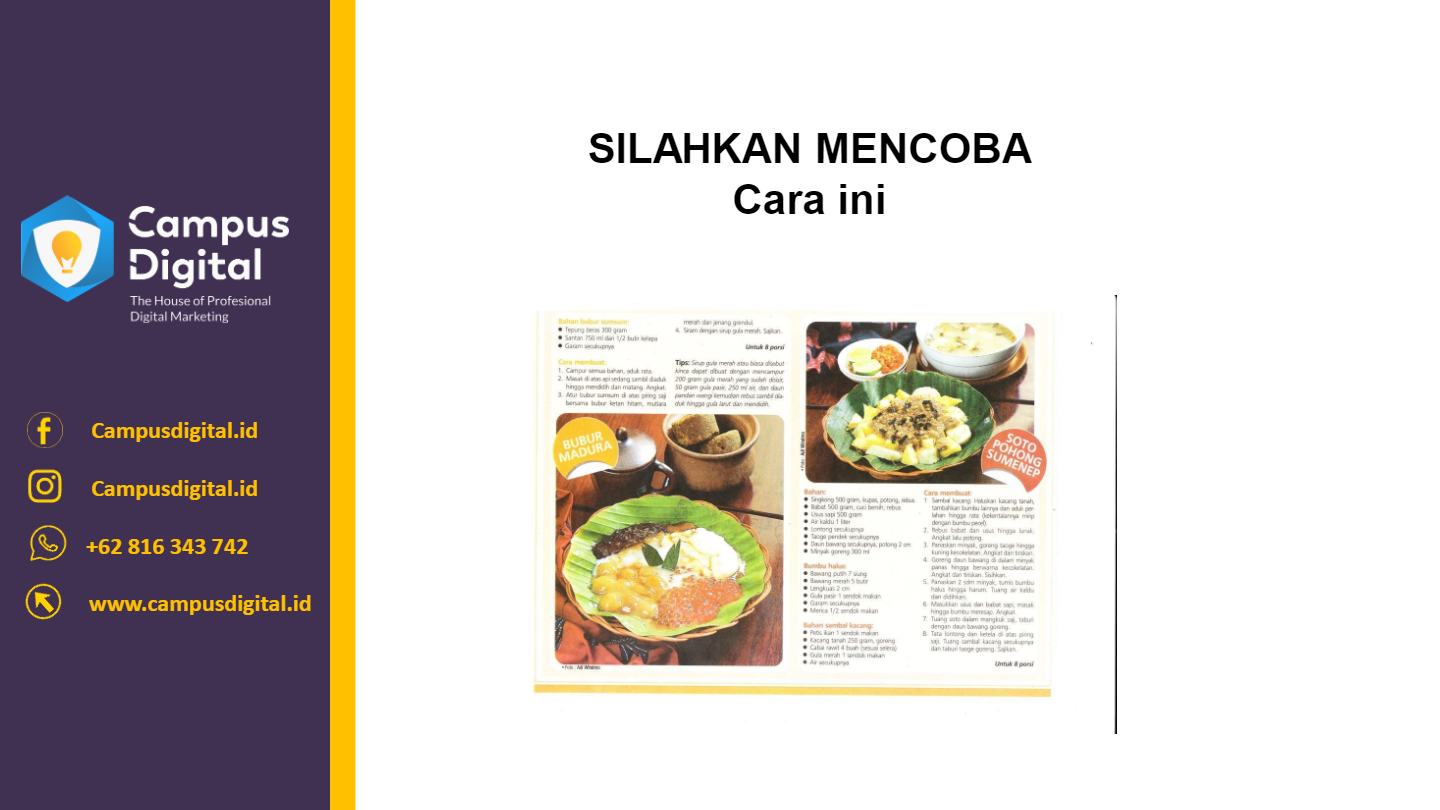 Campus
Digital
The House of Profesional
Digital Marketing
Campusdigital.id
Campusdigital.id
+62 816 343 742
www.campusdigital.id
SILAHKAN MENCOBA
Cara ini
Bahan bubur sumsum:
Tepung beras 300 gram
Santan 750 ml dari 1/2 butir kelapa
Garam secukupnya
Cara membuat:
1. Campur semua bahan, aduk rata.
2. Masak di atas api sedang sambil diaduk
hingga mendidih dan matang. Angkat.
3. Atur bubur sumsum di atas piring saji
bersama bubur ketan hitam, mutiara
merah dan jenang grendul.
4. Siram dengan sirup gula merah. Sajikan.
Untuk 8 porsi
Tips: Sirup gula merah atau biasa disebut
kinca dapat dibuat dengan mencampur
200 gram gula merah yang sudah disisir,
50 gram gula pasir, 250 ml air, dan daun
pandan wangi kemudian rebus sambil dia-
duk hingga gula larut dan mendidih.
BUBUR
MADURA
• Foto : Adi Wiratmo
• Foto : Adi Wiratmo
SOTO
POHONG
SUMENEP
Bahan:
Singkong 500 gram, kupas, potong, rebus
Babat 500 gram, cuci bersih, rebus
Usus sapi 500 gram
Air kaldu 1 liter
Lontong secukupnya
Taoge pendek secukupnya
Daun bawang secukupnya, potong 2 cm
Minyak goreng 300 ml
Bumbu halus:
Bawang putih 7 siung
Bawang merah 5 butir
Lengkuas 2 cm
Gula pasir 1 sendok makan
Garam secukupnya
Merica 1/2 sendok makan
Bahan sambal kacang:
Petis ikan 1 sendok makan
Kacang tanah 250 gram, goreng
Cabai rawit 4 buah (sesuai selera)
Gula merah 1 sendok makan
Air secukupnya
Cara membuat:
1 Sambal kacang: Haluskan kacang tanah,
tambahkan bumbu lainnya dan aduk per-
lahan hingga rata (kekentalannya mirip
dengan bumbu pecel).
2. Rebus babat dan usus hingga lunak.
Angkat lalu potong.
3. Panaskan minyak, goreng taoge hingga
kuning kecokelatan. Angkat dan tiriskan.
4. Goreng daun bawang di dalam minyak
panas hingga berwarna kecokelatan.
Angkat dan tiriskan. Sisihkan.
5. Panaskan 2 sdm minyak, tumis bumbu
halus hingga harum. Tuang air kaldu
dan didihkan.
6. Masukkan usus dan babat sapi, masak
hingga bumbu meresap. Angkat.
7. Tuang soto dalam mangkuk saji, taburi
dengan daun bawang goreng.
8. Tata lontong dan ketela di atas piring
saji. Tuang sambal kacang secukupnya
dan taburi taoge goreng. Sajikan.
Untuk 8 porsi